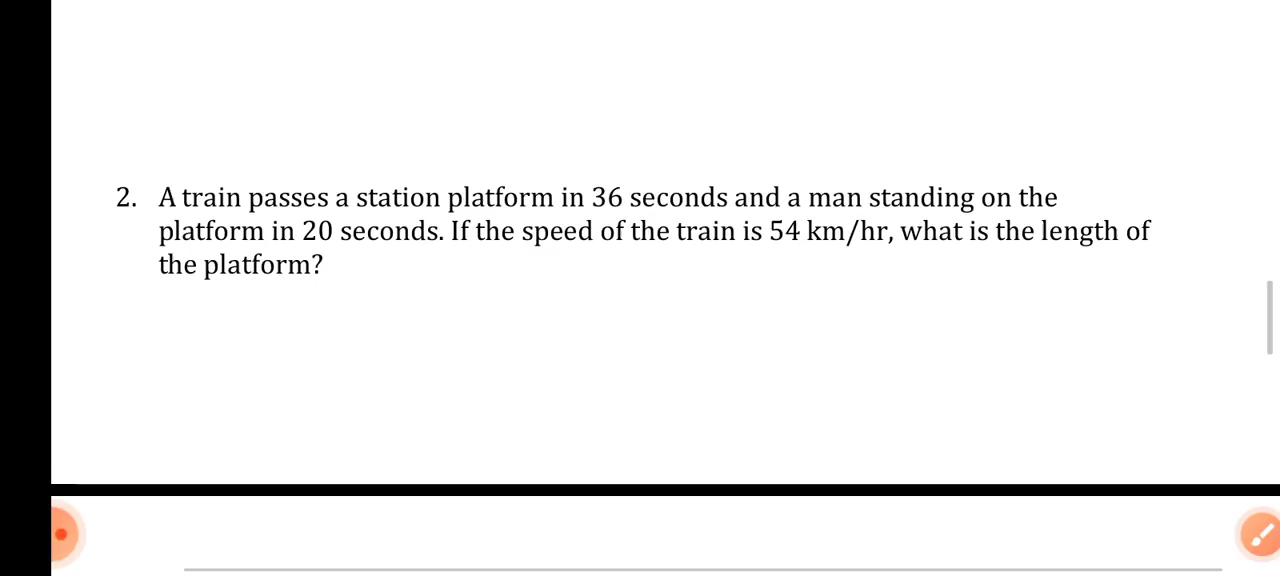 2. A train passes a station platform in 36 seconds and a man standing on the
platform in 20 seconds. If the speed of the train is 54 km/hr, what is the length of
the platform?